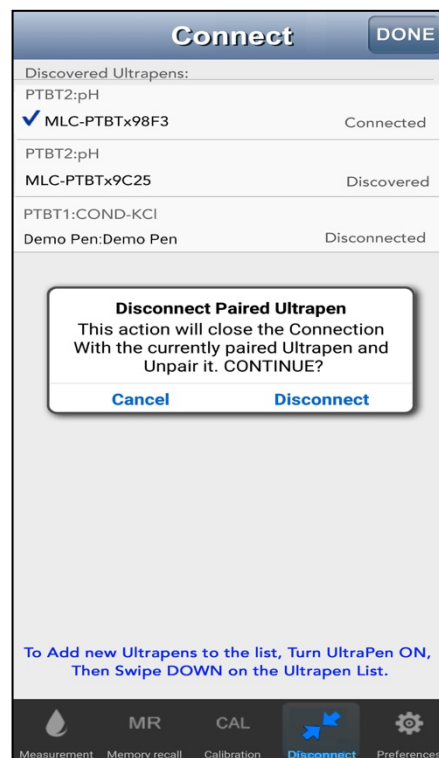 Connect
DONE
Discovered Ultrapens:
PTBT2:pH
MLC-PTBTx98F3 Connected
PTBT2:pH
MLC-PTBTx9C25 Discovered
PTBT1:COND-KCl
Demo Pen:Demo Pen Disconnected
Disconnect Paired Ultrapen
This action will close the Connection
With the currently paired Ultrapen and
Unpair it. CONTINUE?
Cancel Disconnect
To Add new Ultrapens to the list, Turn UltraPen ON,
Then Swipe DOWN on the Ultrapen List.
MR CAL
Measurement Memory recall Calibration Disconnect Preferences